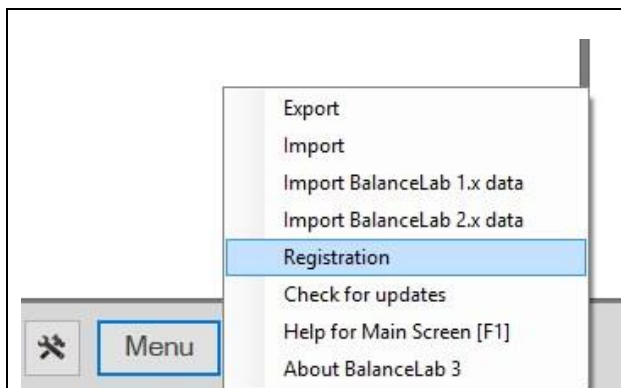 Export
Import
Import BalanceLab 1.x data
Import BalanceLab 2.x data
Registration
Check for updates
Help for Main Screen [F1]
About BalanceLab 3
Menu